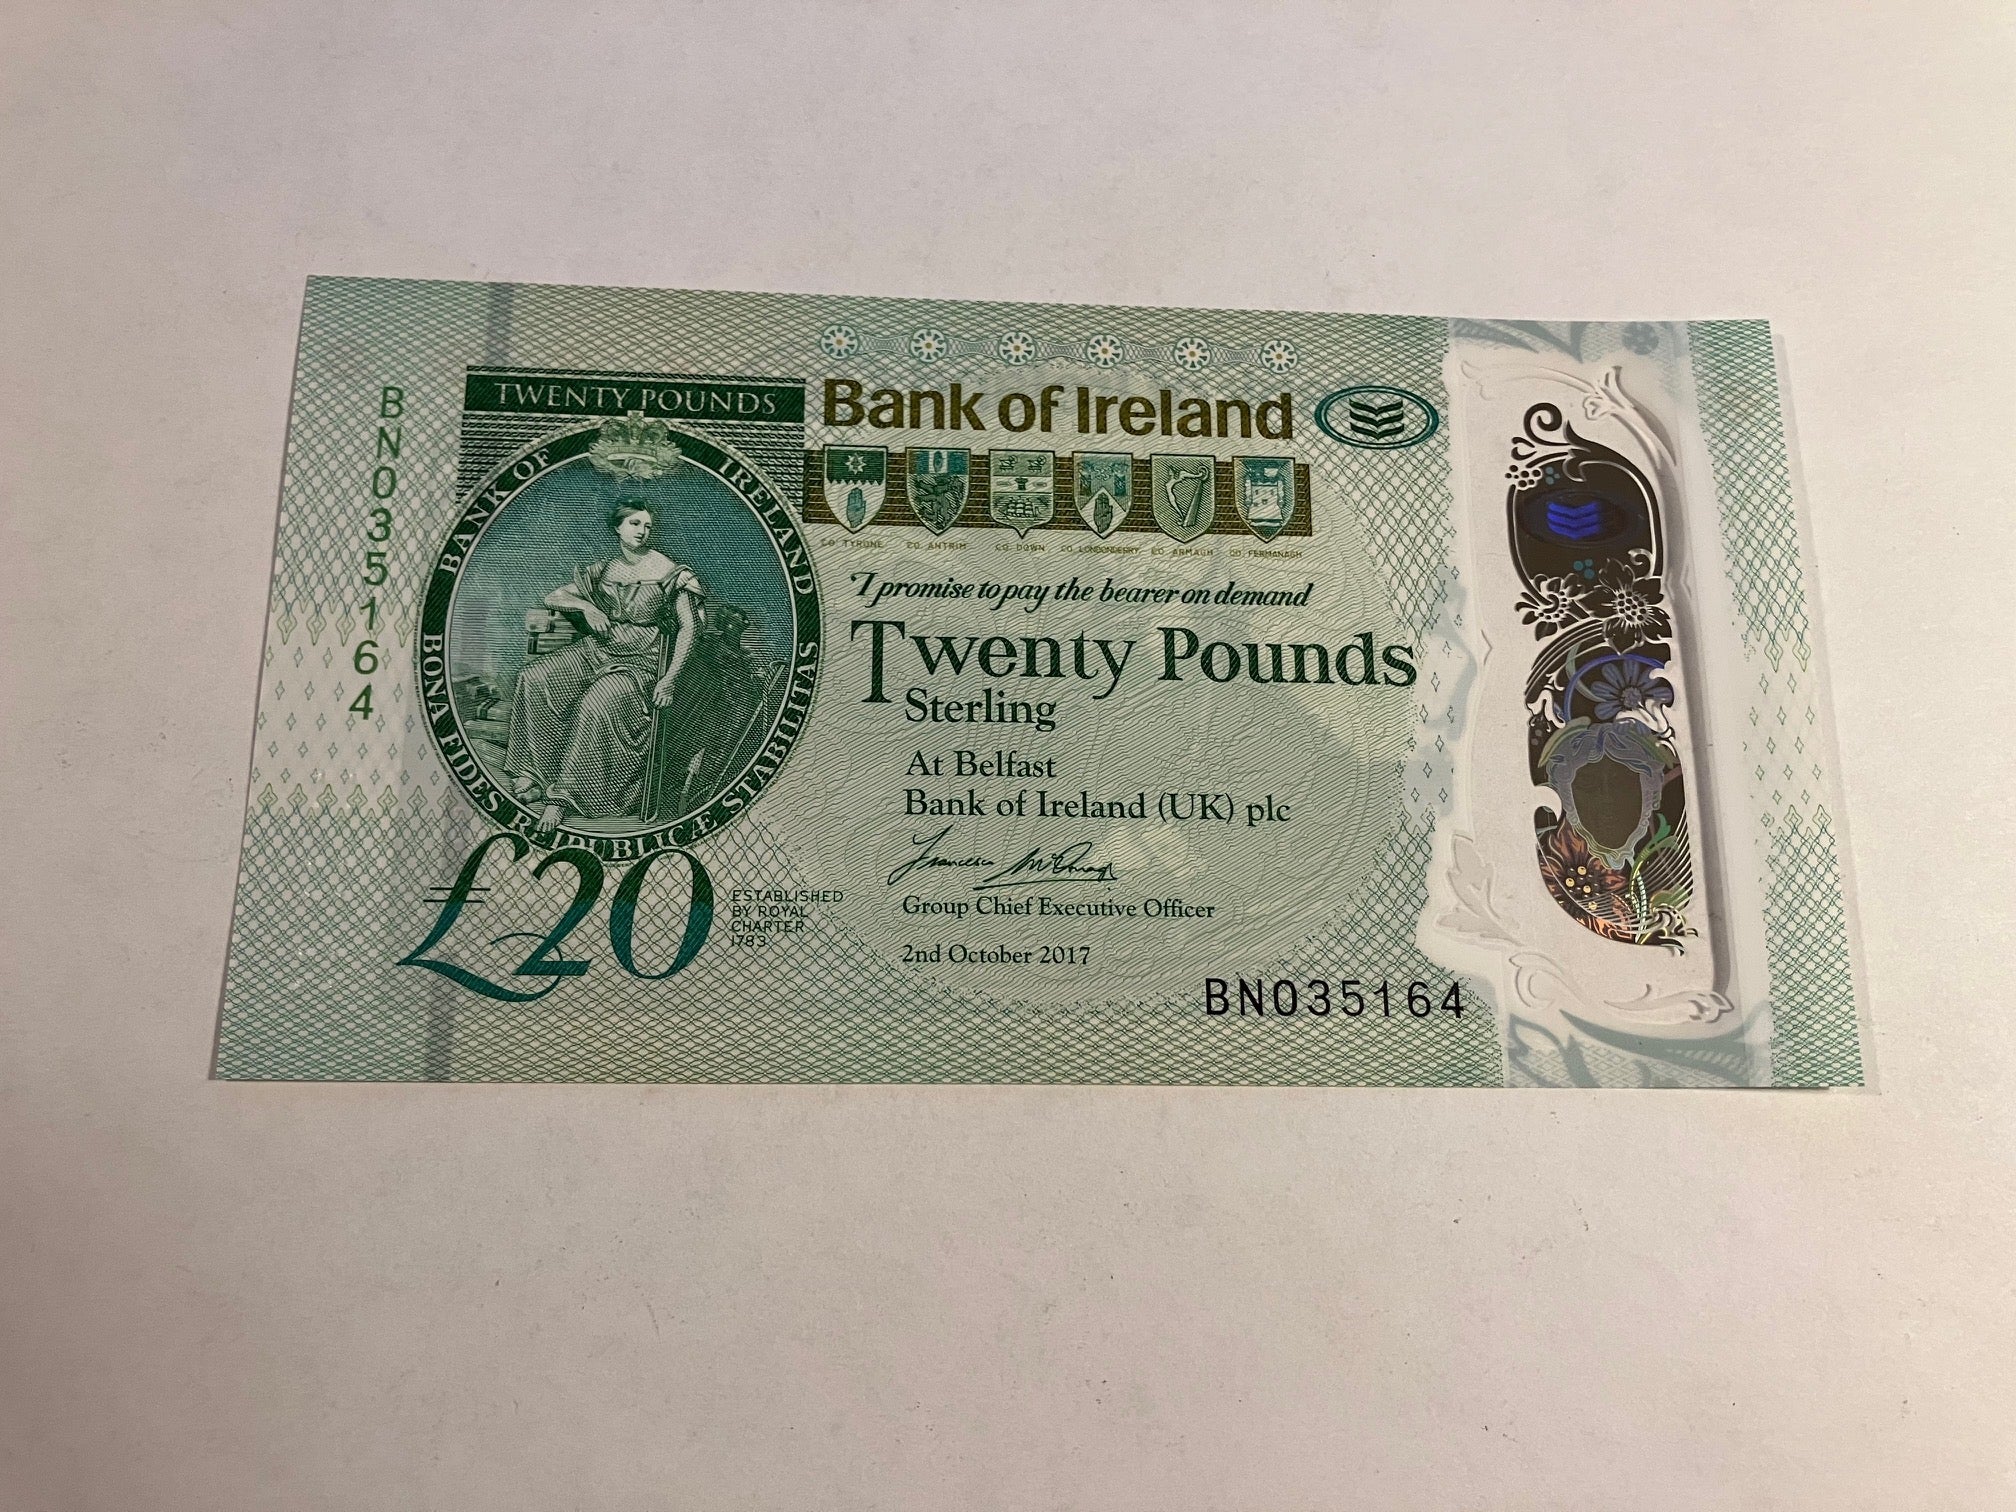 BN035164
TWENTY POUNDS
BANK OF IRELAND
BONA FIDES REIPUBLICÆ STABILITAS
£20
ESTABLISHED
BY ROYAL
CHARTER
1783
Bank of Ireland
CO. TYRONE CO. ANTRIM CO. DOWN CO. LONDONDERRY CO. ARMAGH CO. FERMANAGH
I promise to pay the bearer on demand
Twenty Pounds
Sterling
At Belfast
Bank of Ireland (UK) plc
Francesca McDonagh
Group Chief Executive Officer
2nd October 2017
BN035164